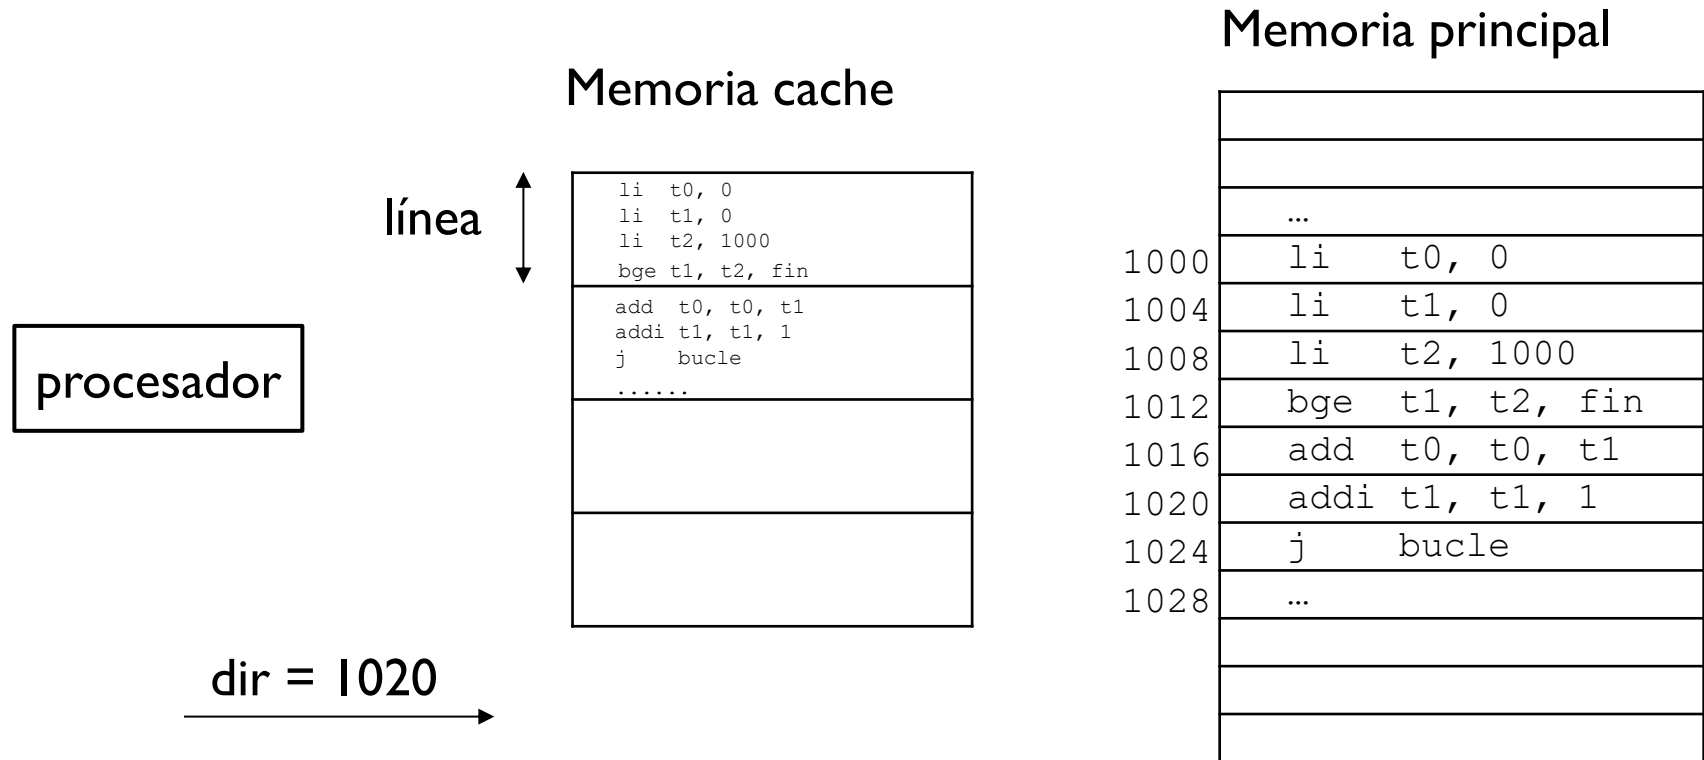 Memoria principal
Memoria cache
línea
li t0, 0
li t1, 0
li t2, 1000
bge t1, t2, fin
add t0, t0, t1
addi t1, t1, 1
j bucle
......
procesador
dir = 1020
…
1000 li t0, 0
1004 li t1, 0
1008 li t2, 1000
1012 bge t1, t2, fin
1016 add t0, t0, t1
1020 addi t1, t1, 1
1024 j bucle
1028 …